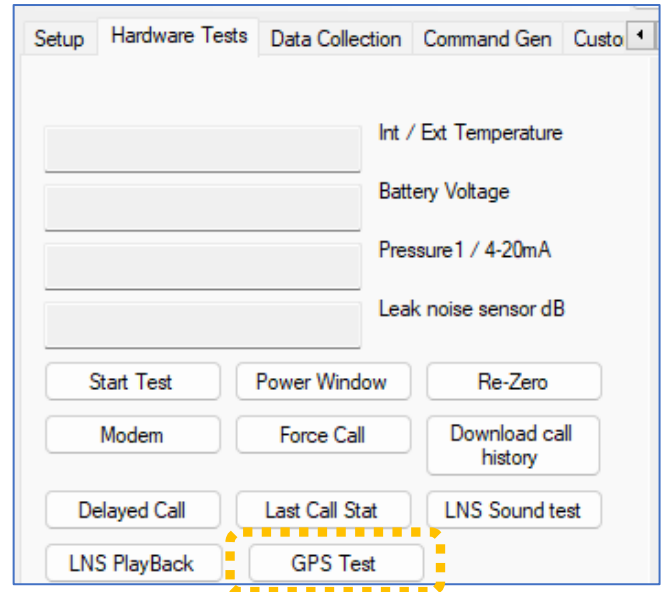 Setup Hardware Tests Data Collection Command Gen Custo
Int / Ext Temperature
Battery Voltage
Pressure1 / 4-20mA
Leak noise sensor dB
Start Test Power Window Re-Zero
Modem Force Call Download call
history
Delayed Call Last Call Stat LNS Sound test
LNS PlayBack GPS Test